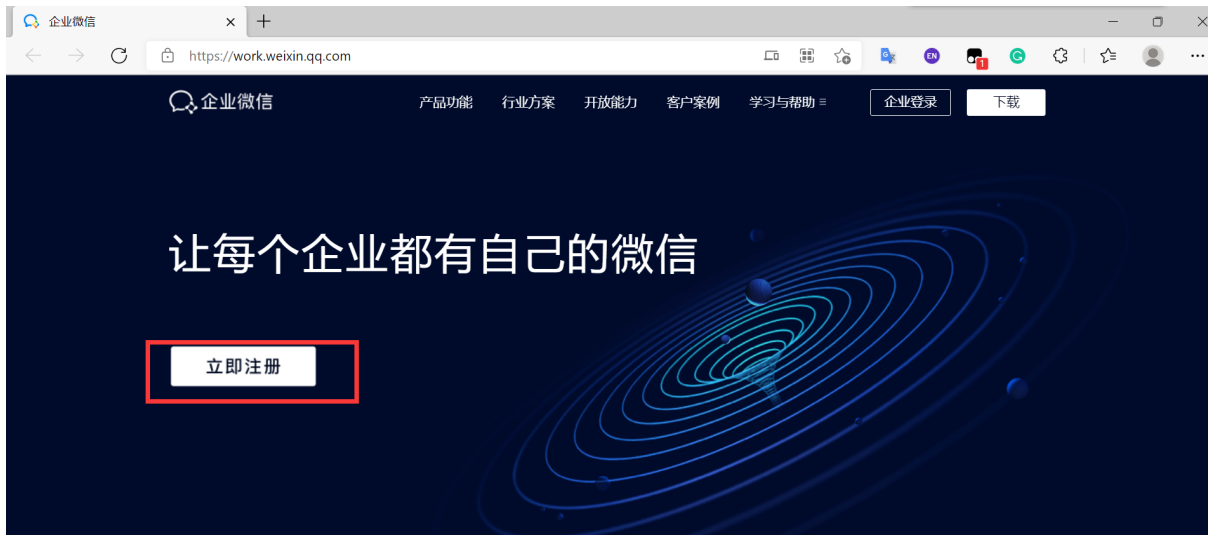 企业微信
https://work.weixin.qq.com
EN
1
G
企业微信 产品功能 行业方案 开放能力 客户案例 学习与帮助 企业登录 下载
让每个企业都有自己的微信
立即注册